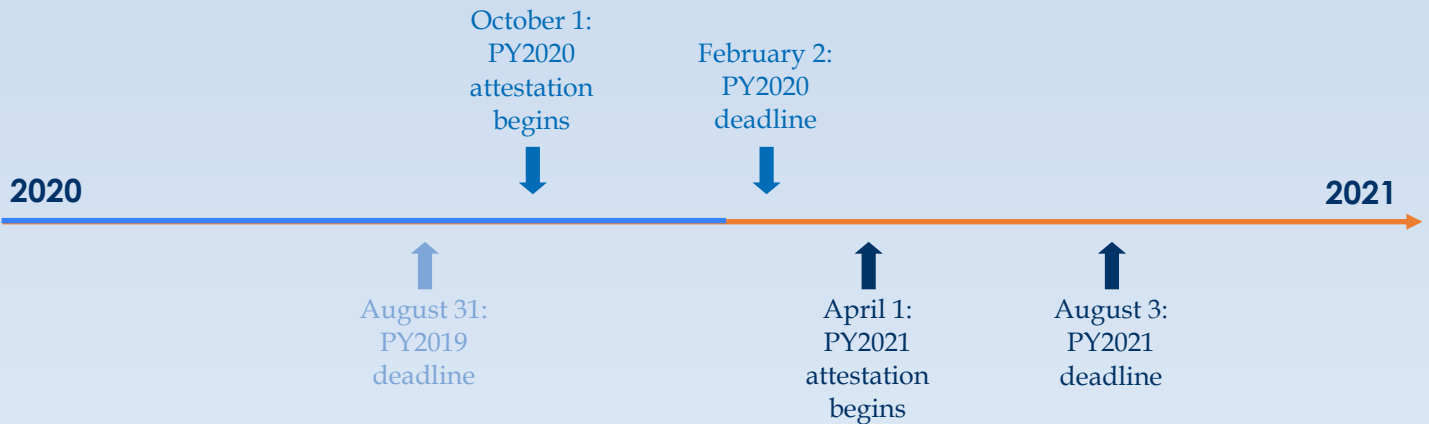 October 1:
PY2020
attestation
begins
February 2:
PY2020
deadline
2020
2021
August 31:
PY2019
deadline
April 1:
PY2021
attestation
begins
August 3:
PY2021
deadline